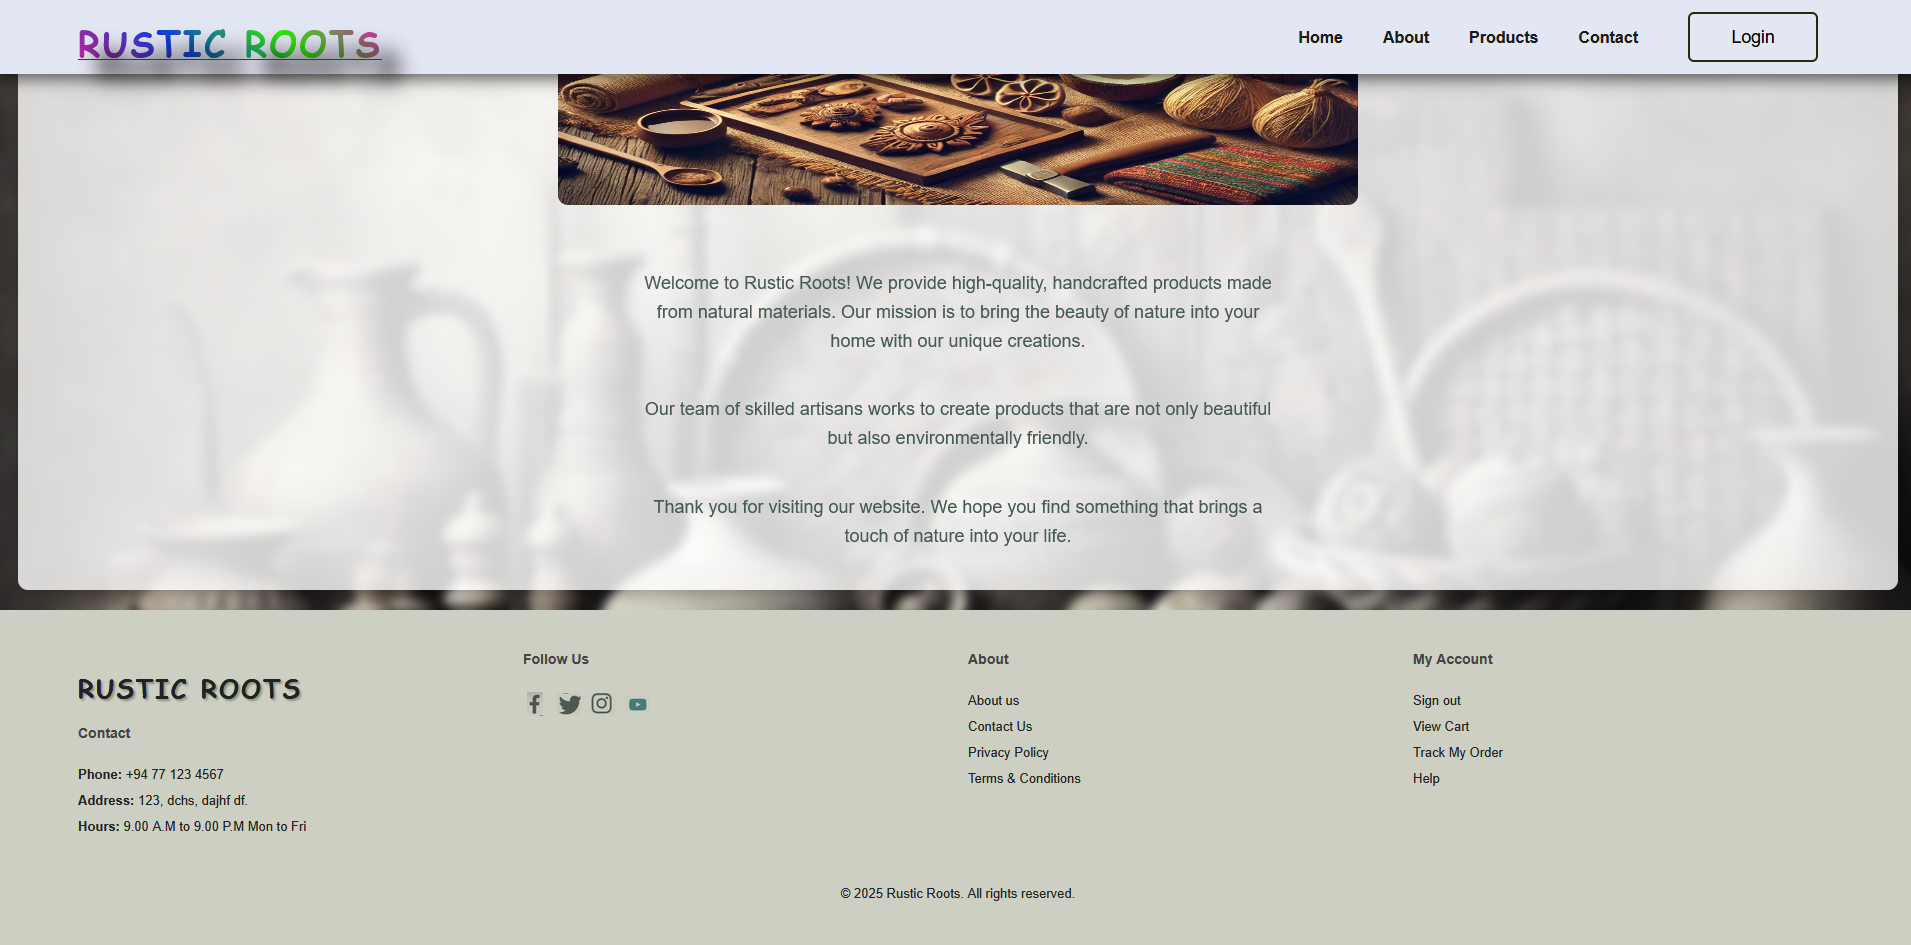 RUSTIC ROOTS
Home
About
Products
Contact
Login
Welcome to Rustic Roots! We provide high-quality, handcrafted products made
from natural materials. Our mission is to bring the beauty of nature into your
home with our unique creations.
Our team of skilled artisans works to create products that are not only beautiful
but also environmentally friendly.
Thank you for visiting our website. We hope you find something that brings a
touch of nature into your life.
RUSTIC ROOTS
Contact
Phone: +94 77 123 4567
Address: 123, dchs, dajhf df.
Hours: 9.00 A.M to 9.00 P.M Mon to Fri
Follow Us
About
About us
Contact Us
Privacy Policy
Terms & Conditions
My Account
Sign out
View Cart
Track My Order
Help
© 2025 Rustic Roots. All rights reserved.